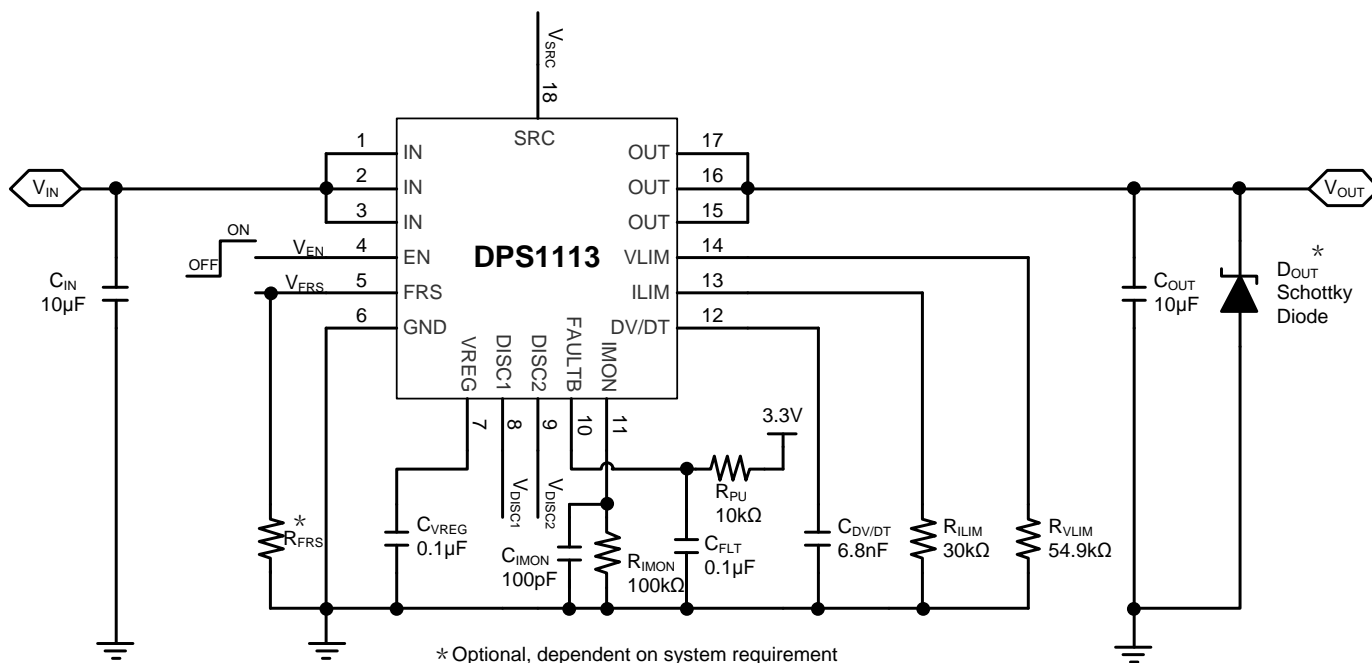 VSRC
18
SRC
1
IN
2
IN
3
IN
4
EN
5
FRS
6
GND
DPS1113
OUT
17
OUT
16
OUT
15
VLIM
14
ILIM
13
DV/DT
12
VREG
7
DISC1
8
DISC2
9
FAULTB
10
IMON
11
VIN
CIN
10µF
ON
OFF
VEN
VFRS
*
RFRS
CVREG
0.1µF
VDISC1
VDISC2
CIMON
100pF
RIMON
100kΩ
CFLT
0.1µF
RPU
10kΩ
3.3V
CDV/DT
6.8nF
RILIM
30kΩ
RVLIM
54.9kΩ
COUT
10µF
*
DOUT
Schottky
Diode
VOUT
* Optional, dependent on system requirement